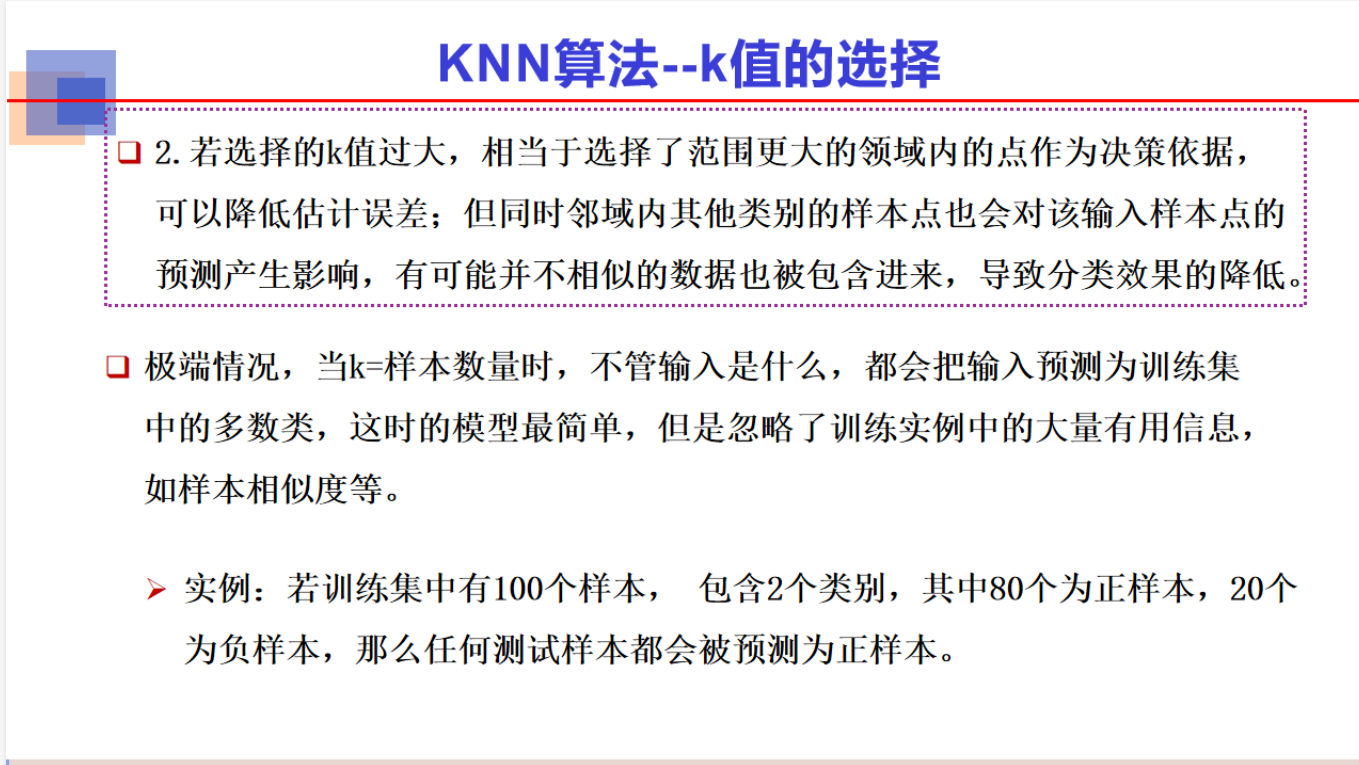 KNN算法--k值的选择
2.若选择的k值过大，相当于选择了范围更大的领域内的点作为决策依据，
可以降低估计误差；但同时邻域内其他类别的样本点也会对该输入样本点的
预测产生影响，有可能并不相似的数据也被包含进来，导致分类效果的降低。
极端情况，当k=样本数量时，不管输入是什么，都会把输入预测为训练集
中的多数类，这时的模型最简单，但是忽略了训练实例中的大量有用信息，
如样本相似度等。
实例：若训练集中有100个样本， 包含2个类别，其中80个为正样本，20个
为负样本，那么任何测试样本都会被预测为正样本。